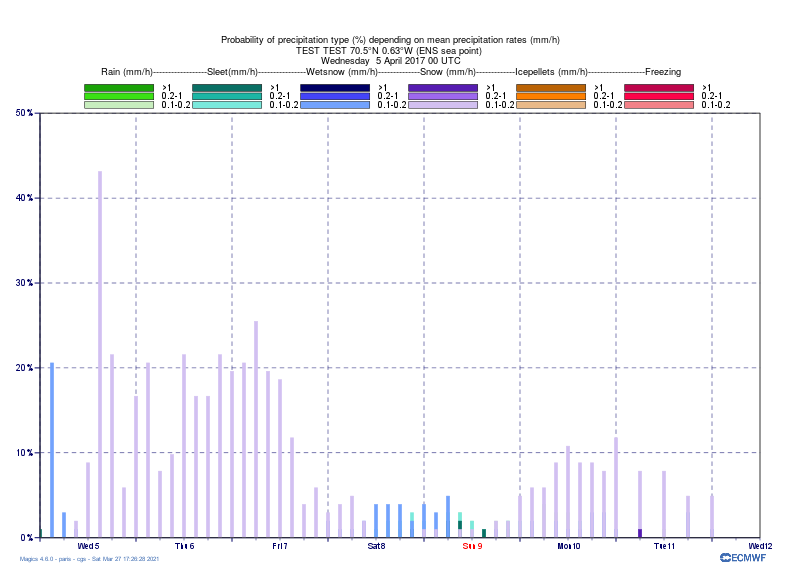 Probability of precipitation type (%) depending on mean precipitation rates (mm/h)
TEST TEST 70.5°N 0.63°W (ENS sea point)
Wednesday 5 April 2017 00 UTC
Rain (mm/h)-----------------Sleet(mm/h)-----------------Wetsnow (mm/h)---------------Snow (mm/h)---------------Icepellets (mm/h)---------------Freezing
>1 >1 >1 >1 >1 >1
0.2-1 0.2-1 0.2-1 0.2-1 0.2-1 0.2-1
0.1-0.2 0.1-0.2 0.1-0.2 0.1-0.2 0.1-0.2 0.1-0.2
50%
40%
30%
20%
10%
0%
Wed 5 Thu 6 Fri 7 Sat 8 Sun 9 Mon 10 Tue 11 Wed 12
Magics 4.6.0 - parrix - cgs - Sat Mar 27 17:26:28 2021
ECMWF